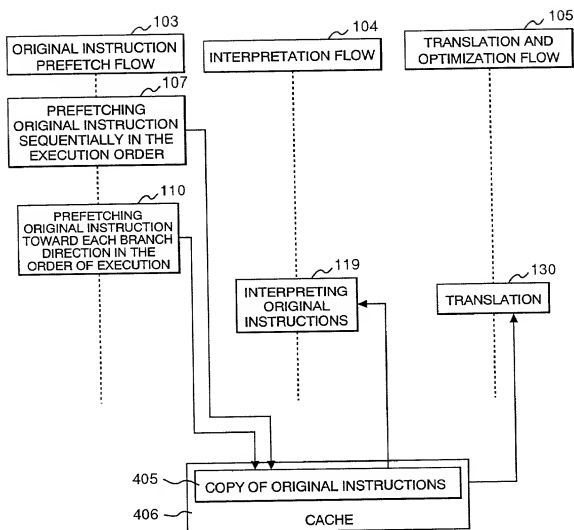 103
ORIGINAL INSTRUCTION
PREFETCH FLOW
104
INTERPRETATION FLOW
105
TRANSLATION AND
OPTIMIZATION FLOW
107
PREFETCHING
ORIGINAL INSTRUCTION
SEQUENTIALLY IN THE
EXECUTION ORDER
110
PREFETCHING
ORIGINAL INSTRUCTION
TOWARD EACH BRANCH
DIRECTION IN THE
ORDER OF EXECUTION
119
INTERPRETING
ORIGINAL
INSTRUCTIONS
130
TRANSLATION
405
COPY OF ORIGINAL INSTRUCTIONS
406
CACHE